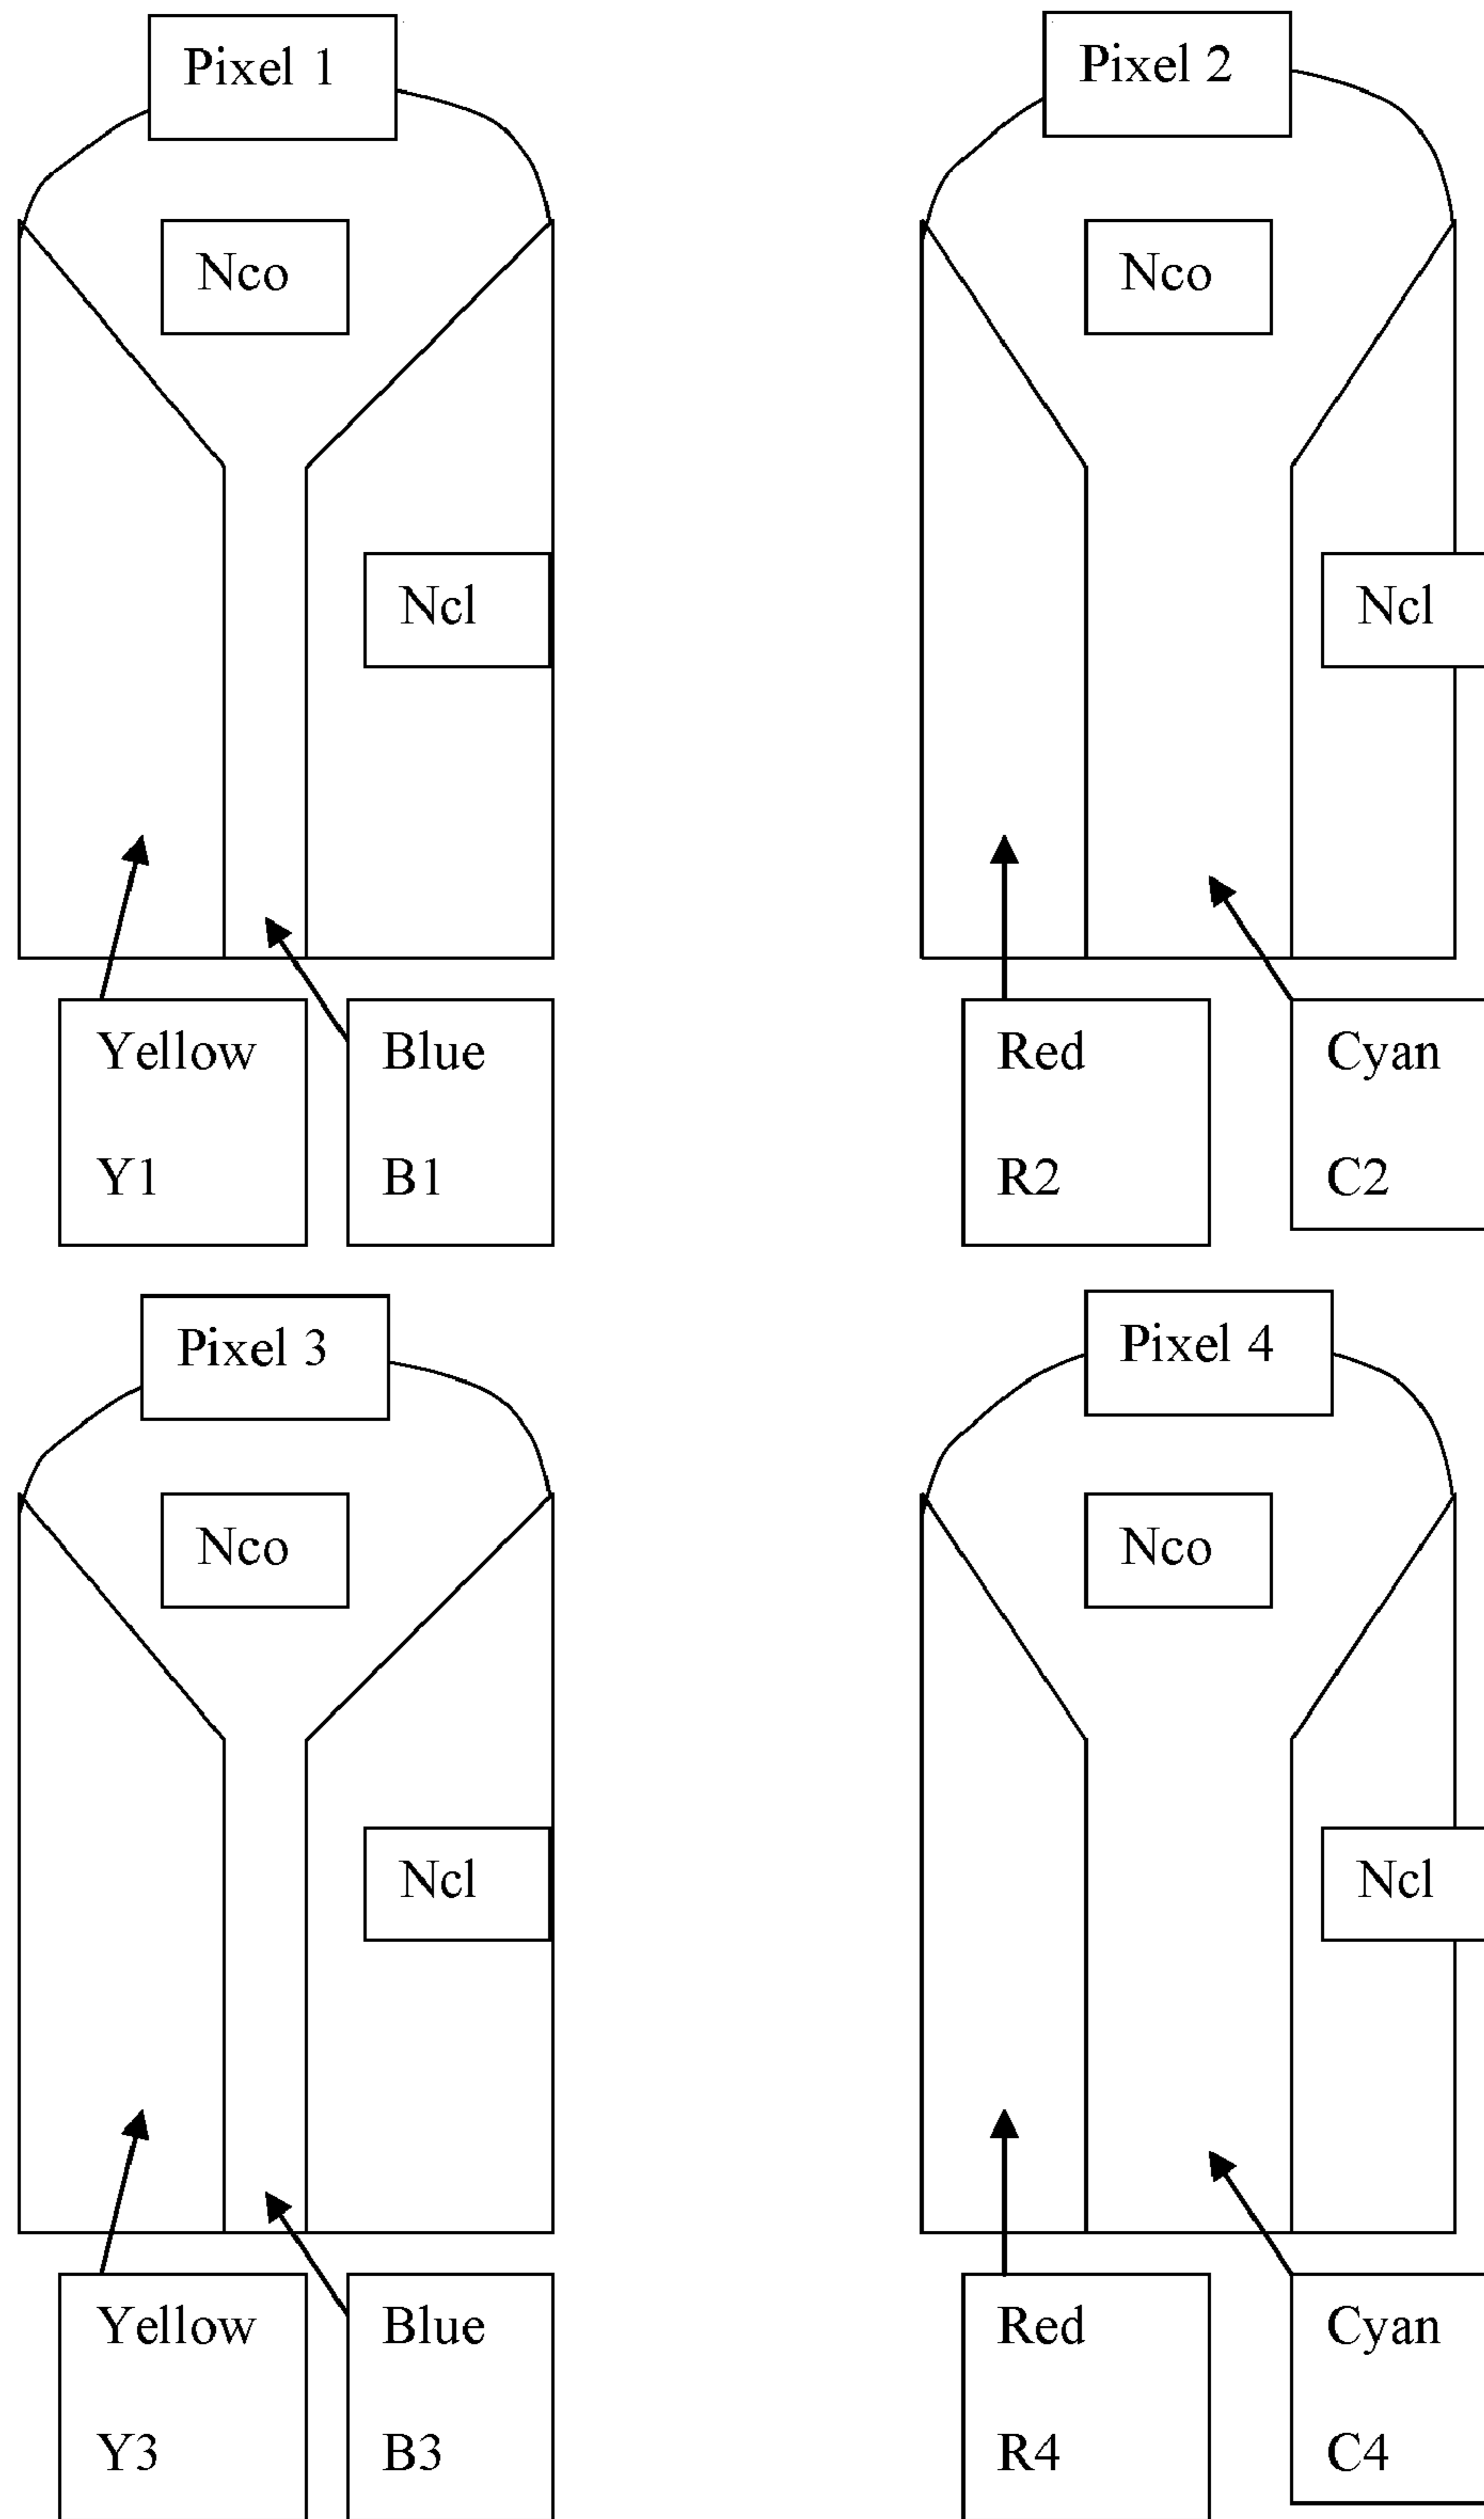 Pixel 1
Nco
Ncl
Yellow
Y1
Blue
B1
Pixel 2
Nco
Ncl
Red
R2
Cyan
C2
Pixel 3
Nco
Ncl
Yellow
Y3
Blue
B3
Pixel 4
Nco
Ncl
Red
R4
Cyan
C4